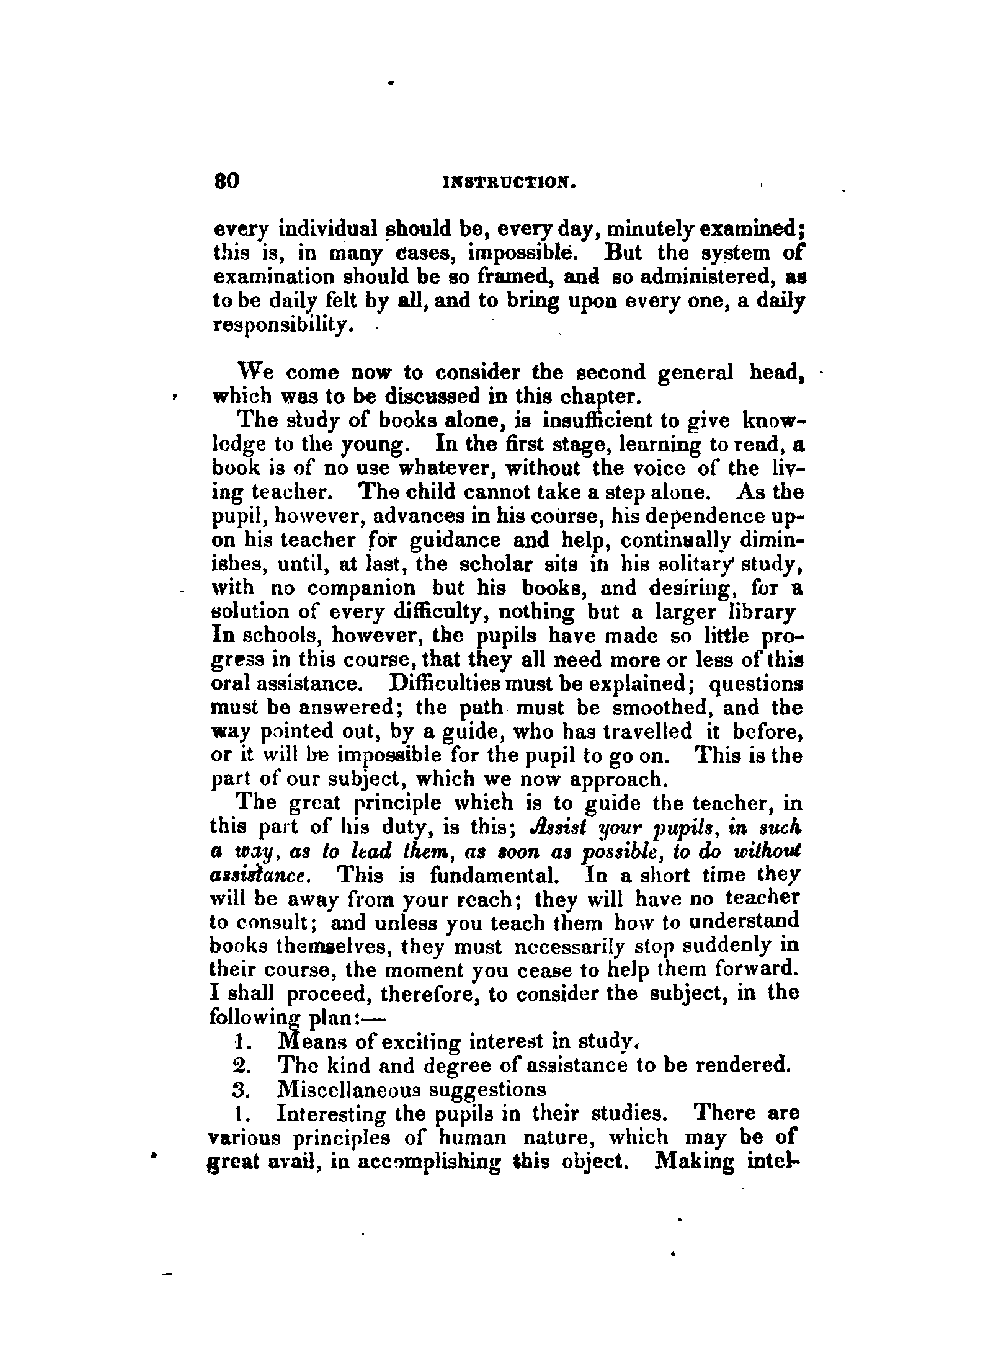 80 INSTRUCTION.
every individual should be, every day, minutely examined;
this is, in many cases, impossible. But the system of
examination should be so framed, and so administered, as
to be daily felt by all, and to bring upon every one, a daily
responsibility.
We come now to consider the second general head,
which was to be discussed in this chapter.
The study of books alone, is insufficient to give know-
ledge to the young. In the first stage, learning to read, a
book is of no use whatever, without the voice of the liv-
ing teacher. The child cannot take a step alone. As the
pupil, however, advances in his course, his dependence up-
on his teacher for guidance and help, continually dimin-
ishes, until, at last, the scholar sits in his solitary study,
with no companion but his books, and desiring, for a
solution of every difficulty, nothing but a larger library
In schools, however, the pupils have made so little pro-
gress in this course, that they all need more or less of this
oral assistance. Difficulties must be explained; questions
must be answered; the path must be smoothed, and the
way pointed out, by a guide, who has travelled it before,
or it will be impossible for the pupil to go on. This is the
part of our subject, which we now approach.
The great principle which is to guide the teacher, in
this part of his duty, is this; Assist your pupils, in such
a way, as to lead them, as soon as possible, to do without
assistance. This is fundamental. In a short time they
will be away from your reach; they will have no teacher
to consult; and unless you teach them how to understand
books themselves, they must necessarily stop suddenly in
their course, the moment you cease to help them forward.
I shall proceed, therefore, to consider the subject, in the
following plan:—
1. Means of exciting interest in study.
2. The kind and degree of assistance to be rendered.
3. Miscellaneous suggestions
1. Interesting the pupils in their studies. There are
various principles of human nature, which may be of
great avail, in accomplishing this object. Making intel-